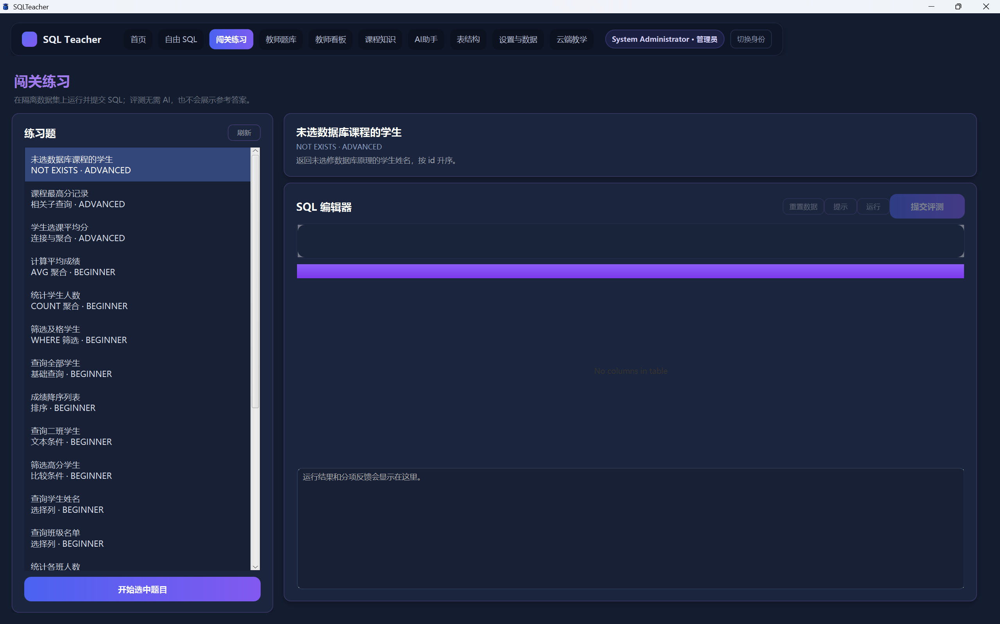 SQLTeacher
SQL Teacher
首页
自由 SQL
闯关练习
教师题库
教师看板
课程知识
AI助手
表结构
设置与数据
云端教学
System Administrator • 管理员
切换身份
闯关练习
在隔离数据集上运行并提交 SQL；评测无需 AI，也不会展示参考答案。
练习题
刷新
未选数据库课程的学生
NOT EXISTS · ADVANCED
课程最高分记录
相关子查询 · ADVANCED
学生选课平均分
连接与聚合 · ADVANCED
计算平均成绩
AVG 聚合 · BEGINNER
统计学生人数
COUNT 聚合 · BEGINNER
筛选及格学生
WHERE 筛选 · BEGINNER
查询全部学生
基础查询 · BEGINNER
成绩降序列表
排序 · BEGINNER
查询二班学生
文本条件 · BEGINNER
筛选高分学生
比较条件 · BEGINNER
查询学生姓名
选择列 · BEGINNER
查询班级名单
选择列 · BEGINNER
统计各班人数
开始选中题目
未选数据库课程的学生
NOT EXISTS · ADVANCED
返回未选修数据库原理的学生姓名，按 id 升序。
SQL 编辑器
重置数据
提示
运行
提交评测
No columns in table
运行结果和分项反馈会显示在这里。